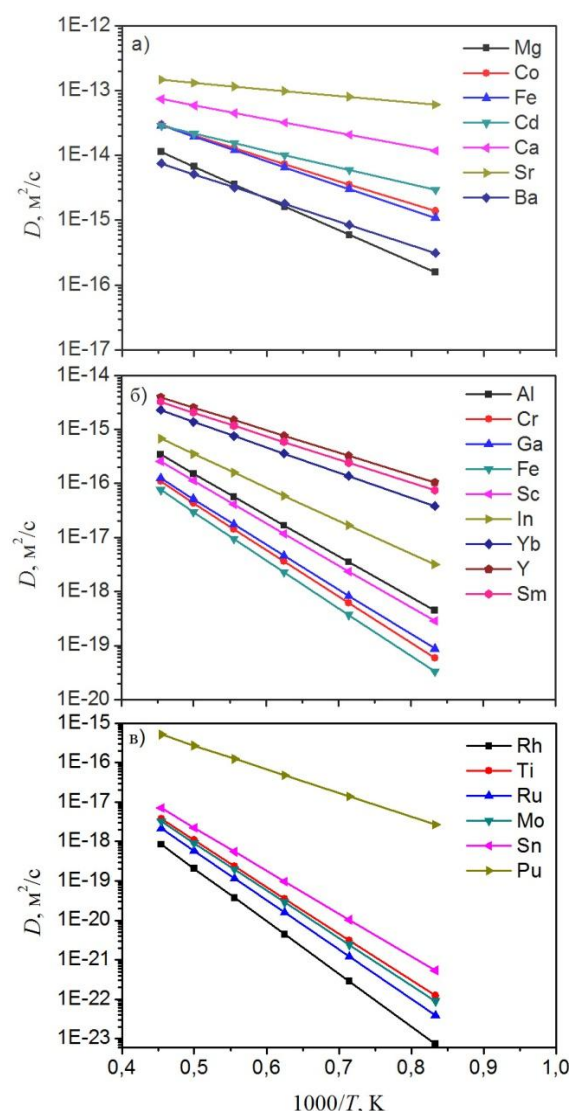 1E-12
а)
Mg
Co
Fe
Cd
Ca
Sr
Ba
1E-13
1E-14
1E-15
1E-16
1E-17
D, м²/с
1E-14
б)
Al
Cr
Ga
Fe
Sc
In
Yb
Y
Sm
1E-15
1E-16
1E-17
1E-18
1E-19
1E-20
D, м²/с
1E-15
в)
Rh
Ti
Ru
Mo
Sn
Pu
1E-16
1E-17
1E-18
1E-19
1E-20
1E-21
1E-22
1E-23
D, м²/с
0,4 0,5 0,6 0,7 0,8 0,9 1,0
1000/T, K